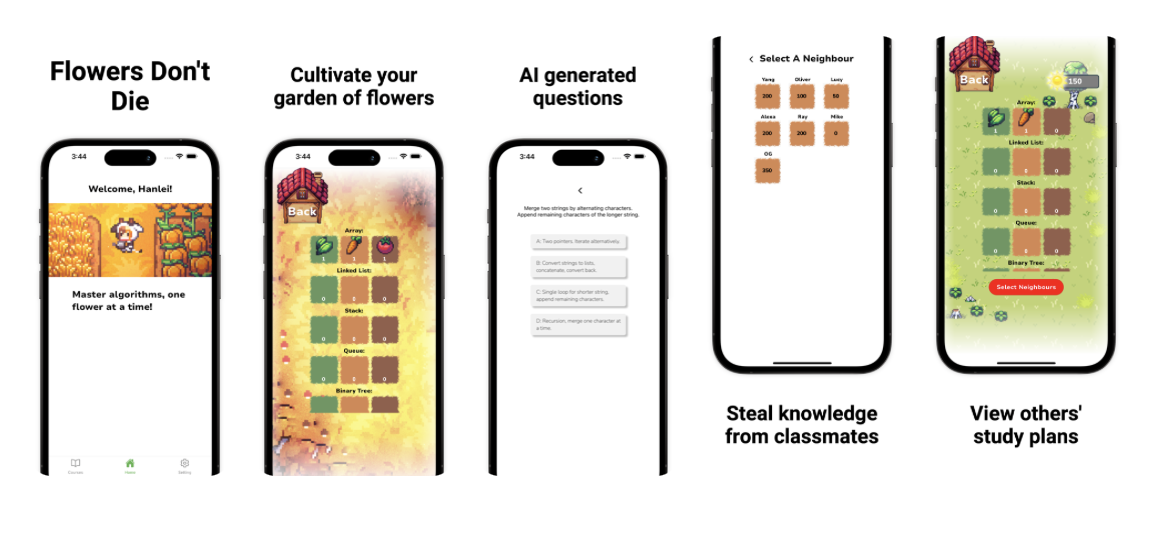 Flowers Don't
Die
3:44
Welcome, Hanlei!
Master algorithms, one
flower at a time!
Courses
Home
Setting
Cultivate your
garden of flowers
3:44
Back
Array:
1 1 1
Linked List:
0 0 0
Stack:
0 0 0
Queue:
0 0 0
Binary Tree:
AI generated
questions
3:44
Merge two strings by alternating characters.
Append remaining characters of the longer string.
A: Two pointers, iterate alternatively.
B: Convert strings to lists,
concatenate, convert back.
C: Single loop for shorter string,
append remaining characters.
D: Recursion, merge one character at
a time.
Select A Neighbour
Yang Oliver Lucy
200 100 50
Alexa Ray Mike
200 200 0
OG
350
Steal knowledge
from classmates
Back
150
Array:
1 1 0
Linked List:
0 0 0
Stack:
0 0 0
Queue:
0 0 0
Binary Tree:
Select Neighbours
View others'
study plans